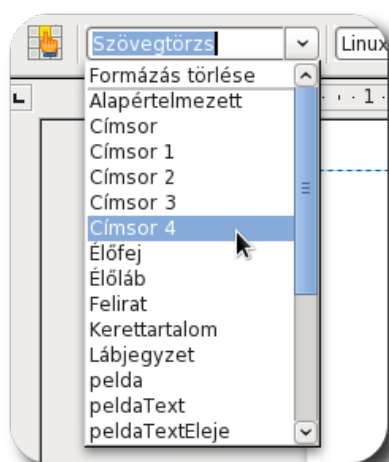 Szövegtörzs
Linux
Formázás törlése
Alapértelmezett
1
Címsor
Címsor 1
Címsor 2
Címsor 3
Címsor 4
Élőfej
Élőláb
Felirat
Kerettartalom
Lábjegyzet
pelda
peldaText
peldaTextEleje